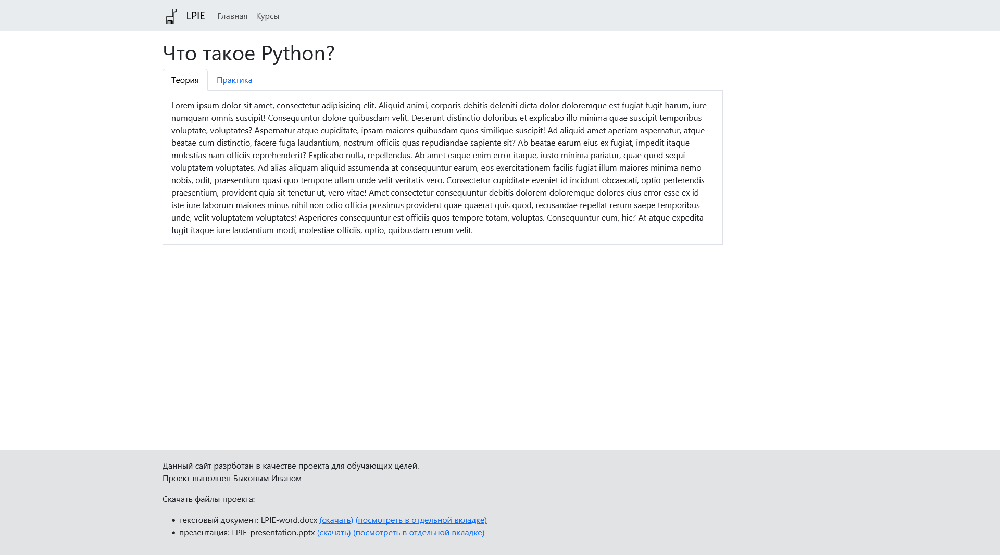 LPIE Главная Курсы
Что такое Python?
Теория Практика
Lorem ipsum dolor sit amet, consectetur adipisicing elit. Aliquid animi, corporis debitis deleniti dicta dolor doloremque est fugiat fugit harum, iure
numquam omnis suscipit! Consequuntur dolore quibusdam velit. Deserunt distinctio doloribus et explicabo illo minima quae suscipit temporibus
voluptate, voluptates? Aspernatur atque cupiditate, ipsam maiores quibusdam quos similique suscipit! Ad aliquid amet aperiam aspernatur, atque
beatae cum distinctio, facere fuga laudantium, nostrum officiis quas repudiandae sapiente sit? Ab beatae earum eius ex fugiat, impedit itaque
molestias nam officiis reprehenderit? Explicabo nulla, repellendus. Ab amet eaque enim error itaque, iusto minima pariatur, quae quod sequi
voluptatem voluptates. Ad alias aliquam aliquid assumenda at consequuntur earum, eos exercitationem facilis fugiat illum maiores minima nemo
nobis, odit, praesentium quasi quo tempore ullam unde velit veritatis vero. Consectetur cupiditate eveniet id incidunt obcaecati, optio perferendis
praesentium, provident quia sit tenetur ut, vero vitae! Amet consectetur consequuntur debitis dolorem doloremque dolores eius error esse ex id
iste iure laborum maiores minus nihil non odio officia possimus provident quae quaerat quis quod, recusandae repellat rerum saepe temporibus
unde, velit voluptatem voluptates! Asperiores consequuntur est officiis quos tempore totam, voluptas. Consequuntur eum, hic? At atque expedita
fugit itaque iure laudantium modi, molestiae officiis, optio, quibusdam rerum velit.
Данный сайт разрботан в качестве проекта для обучающих целей.
Проект выполнен Быковым Иваном
Скачать файлы проекта:
• текстовый документ: LPIE-word.docx (скачать) (посмотреть в отдельной вкладке)
• презентация: LPIE-presentation.pptx (скачать) (посмотреть в отдельной вкладке)